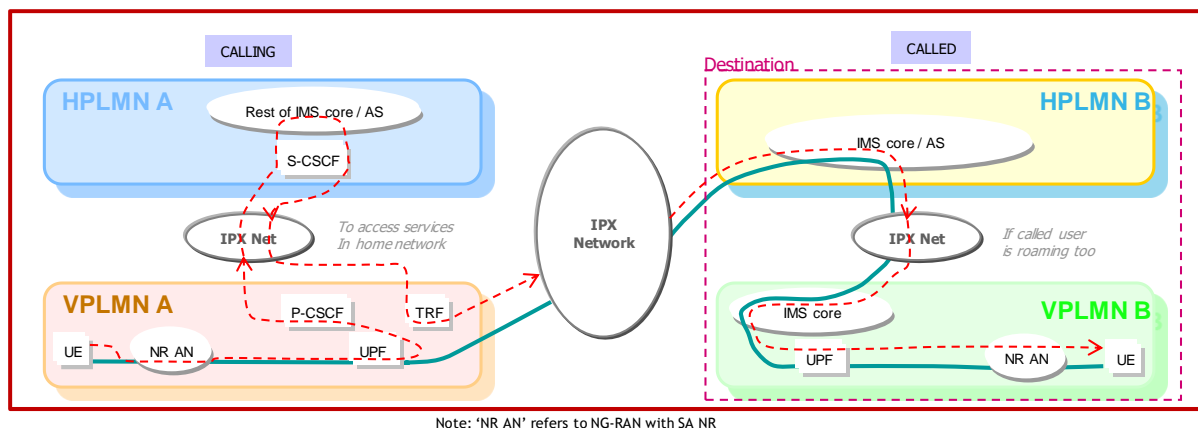 CALLING
CALLED
Destination
HPLMN A
Rest of IMS core / AS
S-CSCF
HPLMN B
IMS core / AS
IPX Net
To access services
In home network
IPX
Network
IPX Net
If called user
is roaming too
VPLMN A
P-CSCF
TRF
UE
NR AN
UPF
VPLMN B
IMS core
UPF
NR AN
UE
Note: ‘NR AN’ refers to NG-RAN with SA NR